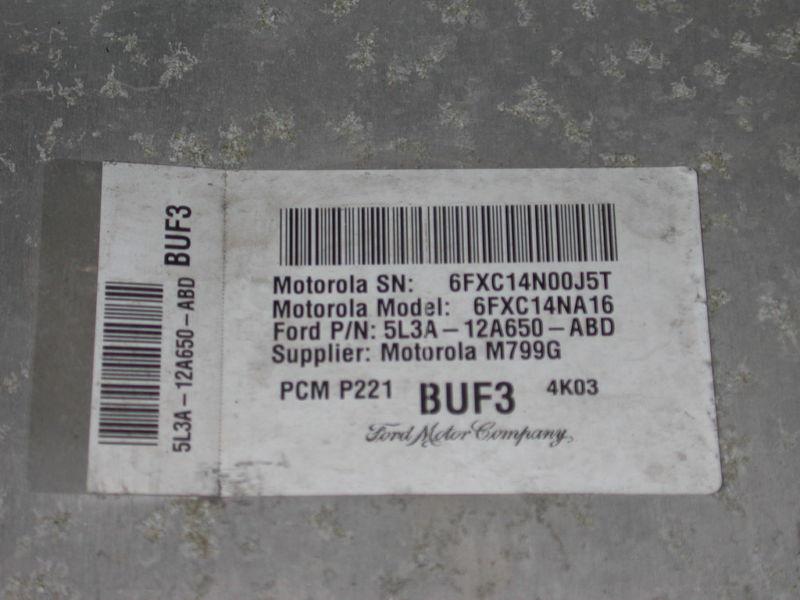 BUF3
5L3A-12A650-ABD
Motorola SN: 6FXC14N00J5T
Motorola Model: 6FXC14NA16
Ford P/N: 5L3A-12A650-ABD
Supplier: Motorola M799G
PCM P221 BUF3 4K03
Ford Motor Company,